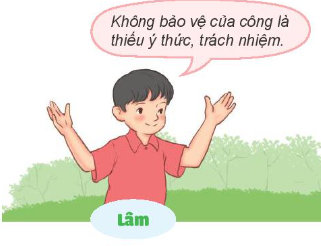 Không bảo vệ của công là
thiếu ý thức, trách nhiệm.
Lâm